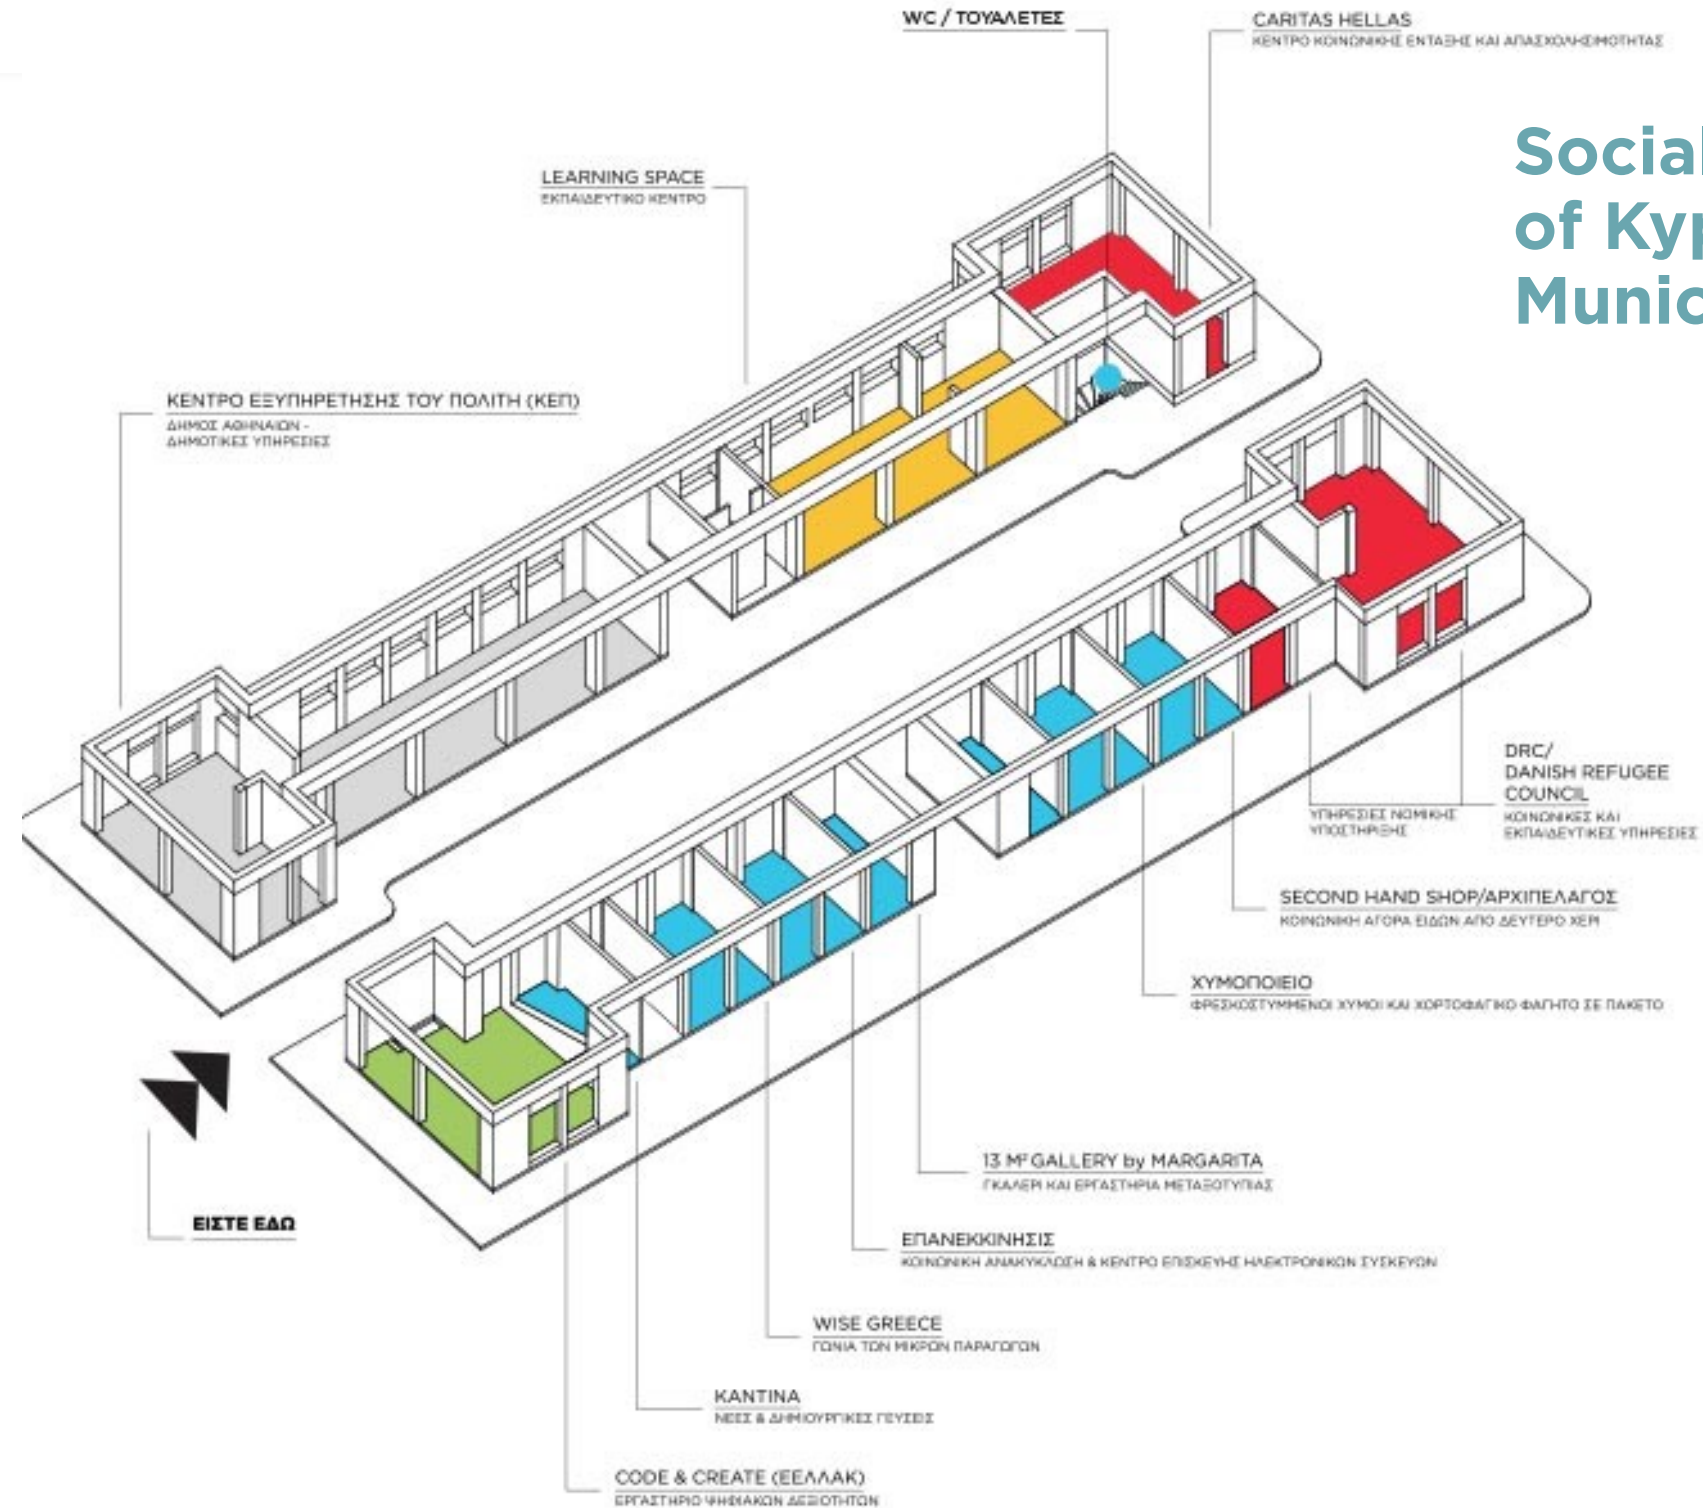 WC / ΤΟΥΑΛΕΤΕΣ
CARITAS HELLAS
ΚΕΝΤΡΟ ΚΟΙΝΩΝΙΚΗΣ ΕΝΤΑΞΗΣ ΚΑΙ ΑΠΑΣΧΟΛΗΣΙΜΟΤΗΤΑΣ
Social
of Kyp
Munic
LEARNING SPACE
ΕΚΠΑΙΔΕΥΤΙΚΟ ΚΕΝΤΡΟ
ΚΕΝΤΡΟ ΕΞΥΠΗΡΕΤΗΣΗΣ ΤΟΥ ΠΟΛΙΤΗ (ΚΕΠ)
ΔΗΜΟΣ ΑΘΗΝΑΙΩΝ -
ΔΗΜΟΤΙΚΕΣ ΥΠΗΡΕΣΙΕΣ
DRC/
DANISH REFUGEE
COUNCIL
ΚΟΙΝΩΝΙΚΕΣ ΚΑΙ
ΕΚΠΑΙΔΕΥΤΙΚΕΣ ΥΠΗΡΕΣΙΕΣ
ΥΠΗΡΕΣΙΕΣ ΝΟΜΙΚΗΣ
ΥΠΟΣΤΗΡΙΞΗΣ
SECOND HAND SHOP/ΑΡΧΙΠΕΛΑΓΟΣ
ΚΟΙΝΩΝΙΚΗ ΑΓΟΡΑ ΕΙΔΩΝ ΑΠΟ ΔΕΥΤΕΡΟ ΧΕΡΙ
ΧΥΜΟΠΟΙΕΙΟ
ΦΡΕΣΚΟΣΤΥΜΜΕΝΟΙ ΧΥΜΟΙ ΚΑΙ ΧΟΡΤΟΦΑΓΙΚΟ ΦΑΓΗΤΟ ΣΕ ΠΑΚΕΤΟ
13 Μ² GALLERY by MARGARITA
ΓΚΑΛΕΡΙ ΚΑΙ ΕΡΓΑΣΤΗΡΙΑ ΜΕΤΑΞΟΤΥΠΙΑΣ
ΕΙΣΤΕ ΕΔΩ
ΕΠΑΝΕΚΚΙΝΗΣΙΣ
ΚΟΙΝΩΝΙΚΗ ΑΝΑΚΥΚΛΩΣΗ & ΚΕΝΤΡΟ ΕΠΙΣΚΕΥΗΣ ΗΛΕΚΤΡΟΝΙΚΩΝ ΣΥΣΚΕΥΩΝ
WISE GREECE
ΓΩΝΙΑ ΤΩΝ ΜΙΚΡΩΝ ΠΑΡΑΓΩΓΩΝ
ΚΑΝΤΙΝΑ
ΝΕΕΣ & ΔΗΜΙΟΥΡΓΙΚΕΣ ΓΕΥΣΕΙΣ
CODE & CREATE (ΕΕΛΛΑΚ)
ΕΡΓΑΣΤΗΡΙΟ ΨΗΦΙΑΚΩΝ ΔΕΞΙΟΤΗΤΩΝ